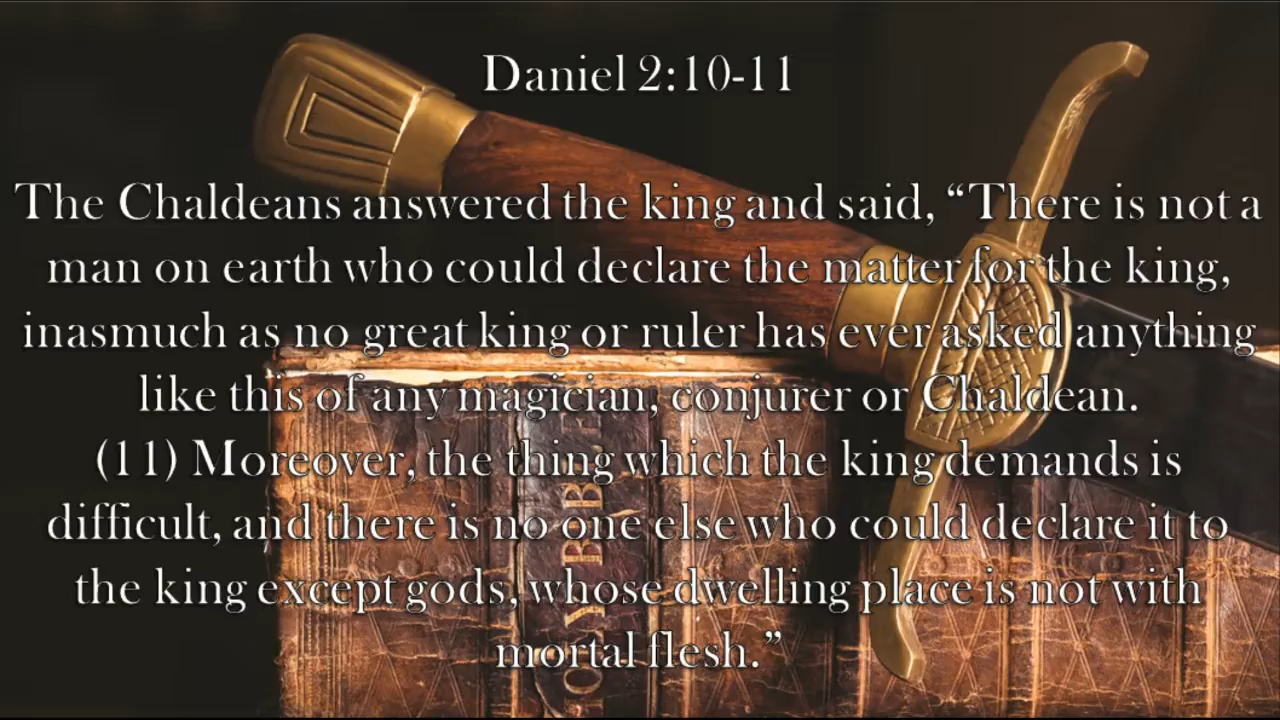 Daniel 2:10-11
The Chaldeans answered the king and said, “There is not a
man on earth who could declare the matter for the king,
inasmuch as no great king or ruler has ever asked anything
like this of any magician, conjurer or Chaldean.
(11) Moreover, the thing which the king demands is
difficult, and there is no one else who could declare it to
the king except gods, whose dwelling place is not with
mortal flesh.”